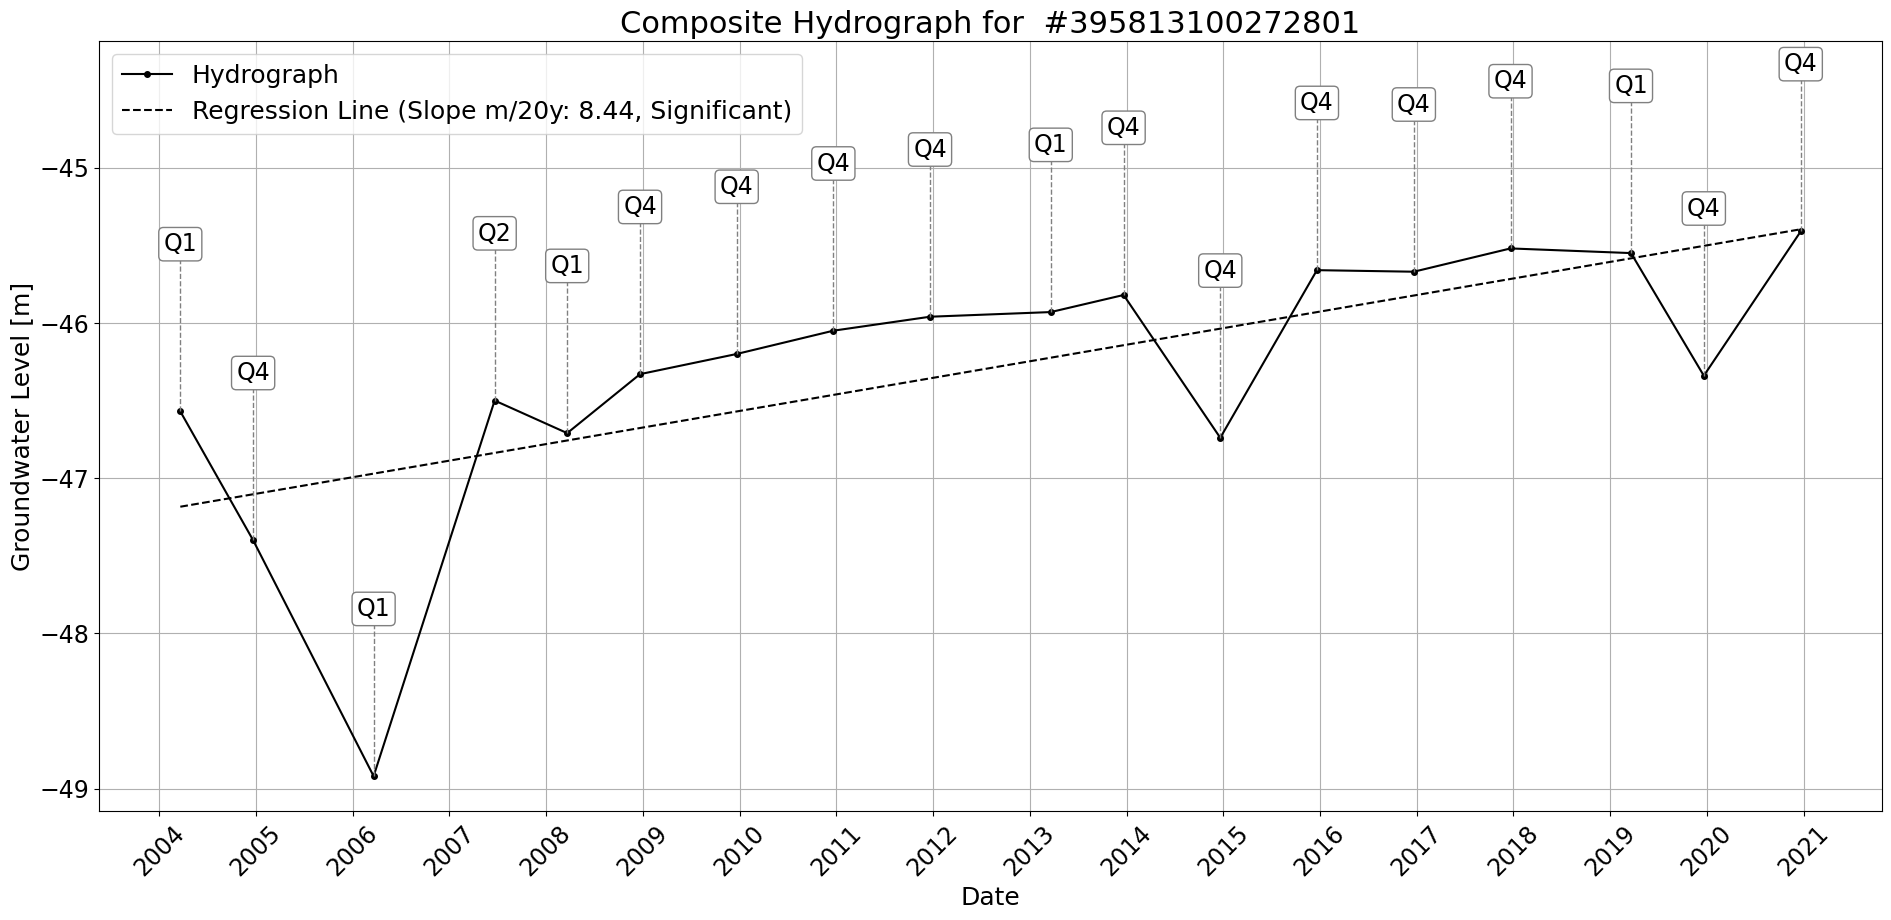 Composite Hydrograph for  #395813100272801
Hydrograph
Regression Line (Slope m/20y: 8.44, Significant)
Q1
Q4
Q1
Q2
Q1
Q4
Q4
Q4
Q4
Q1
Q4
Q4
Q4
Q4
Q4
Q1
Q4
Q4
Groundwater Level [m]
−45
−46
−47
−48
−49
2004
2005
2006
2007
2008
2009
2010
2011
2012
2013
2014
2015
2016
2017
2018
2019
2020
2021
Date